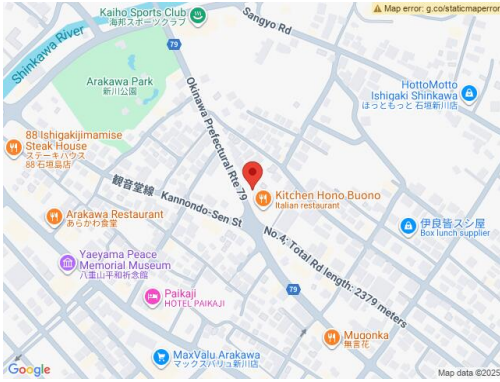 Kaiho Sports Club
海邦スポーツクラブ
Sangyo Rd
Map error: g.co/staticmaperror
Shinkawa River
79
Arakawa Park
新川公園
HottoMotto
Ishigaki Shinkawa
ほっともっと 石垣新川店
Okinawa Prefectural Rte 79
88 Ishigakijimamise
Steak House
ステーキハウス
88 石垣島店
観音堂線 Kannondo-Sen St
Kitchen Hono Buono
Italian restaurant
Arakawa Restaurant
あらかわ食堂
伊良皆スシ屋
Box lunch supplier
No.4; Total Rd length: 2379 meters
Yaeyama Peace
Memorial Museum
八重山平和祈念館
Paikaji
HOTEL PAIKAJI
79
Mugonka
無言花
MaxValu Arakawa
マックスバリュ新川店
Google
Map data ©2025